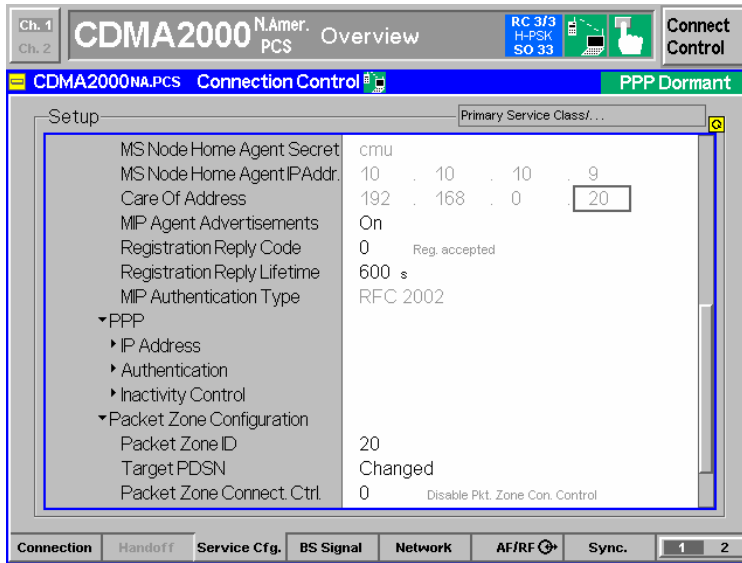 Ch. 1
Ch. 2
CDMA2000 N.Amer. PCS Overview
RC 3/3
H-PSK
SO 33
Connect Control
CDMA2000 NA.PCS Connection Control
PPP Dormant
Setup
Primary Service Class/. . .
MS Node Home Agent Secret cmu
MS Node Home Agent IPAddr. 10 . 10 . 10 . 9
Care Of Address 192 . 168 . 0 . 20
MIP Agent Advertisements On
Registration Reply Code 0 Reg. accepted
Registration Reply Lifetime 600 s
MIP Authentication Type RFC 2002
PPP
IP Address
Authentication
Inactivity Control
Packet Zone Configuration
Packet Zone ID 20
Target PDSN Changed
Packet Zone Connect. Ctrl. 0 Disable Pkt. Zone Con. Control
Connection Handoff Service Cfg. BS Signal Network AF/RF Sync. 1 2